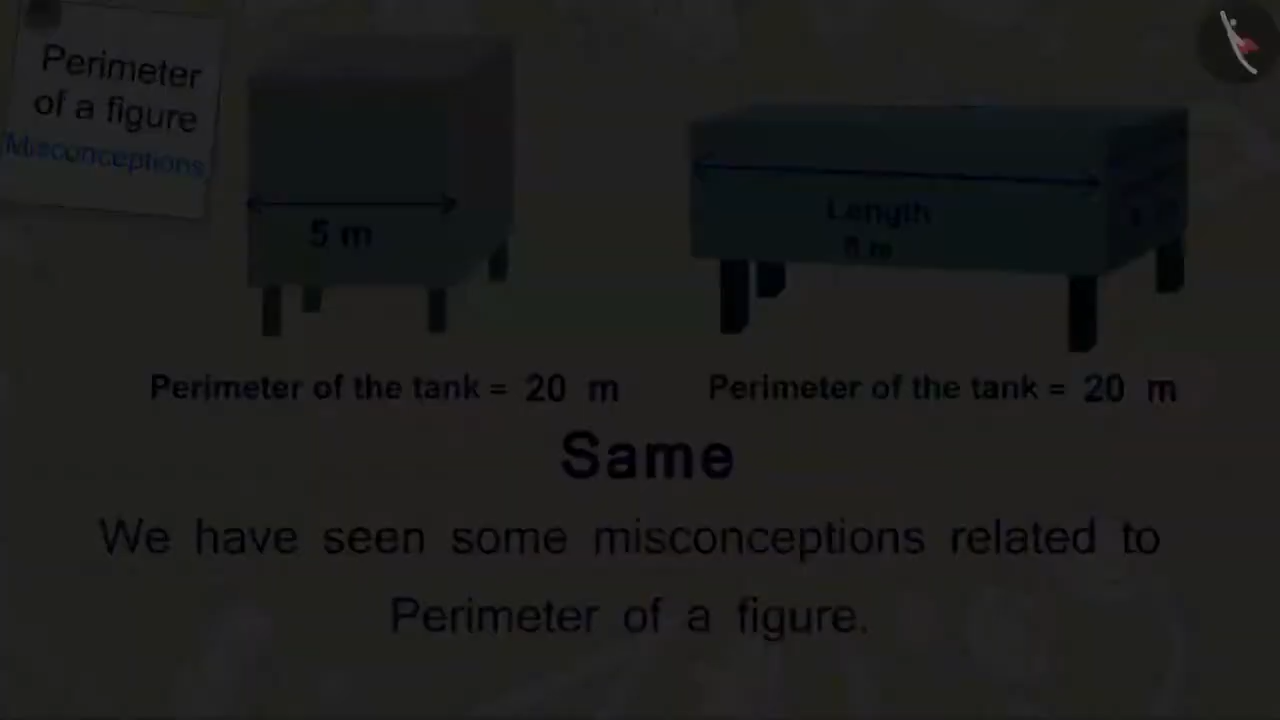 Perimeter
of a figure
Misconceptions
5 m
Length
8 m
Perimeter of the tank = 20 m
Perimeter of the tank = 20 m
Same
We have seen some misconceptions related to
Perimeter of a figure.